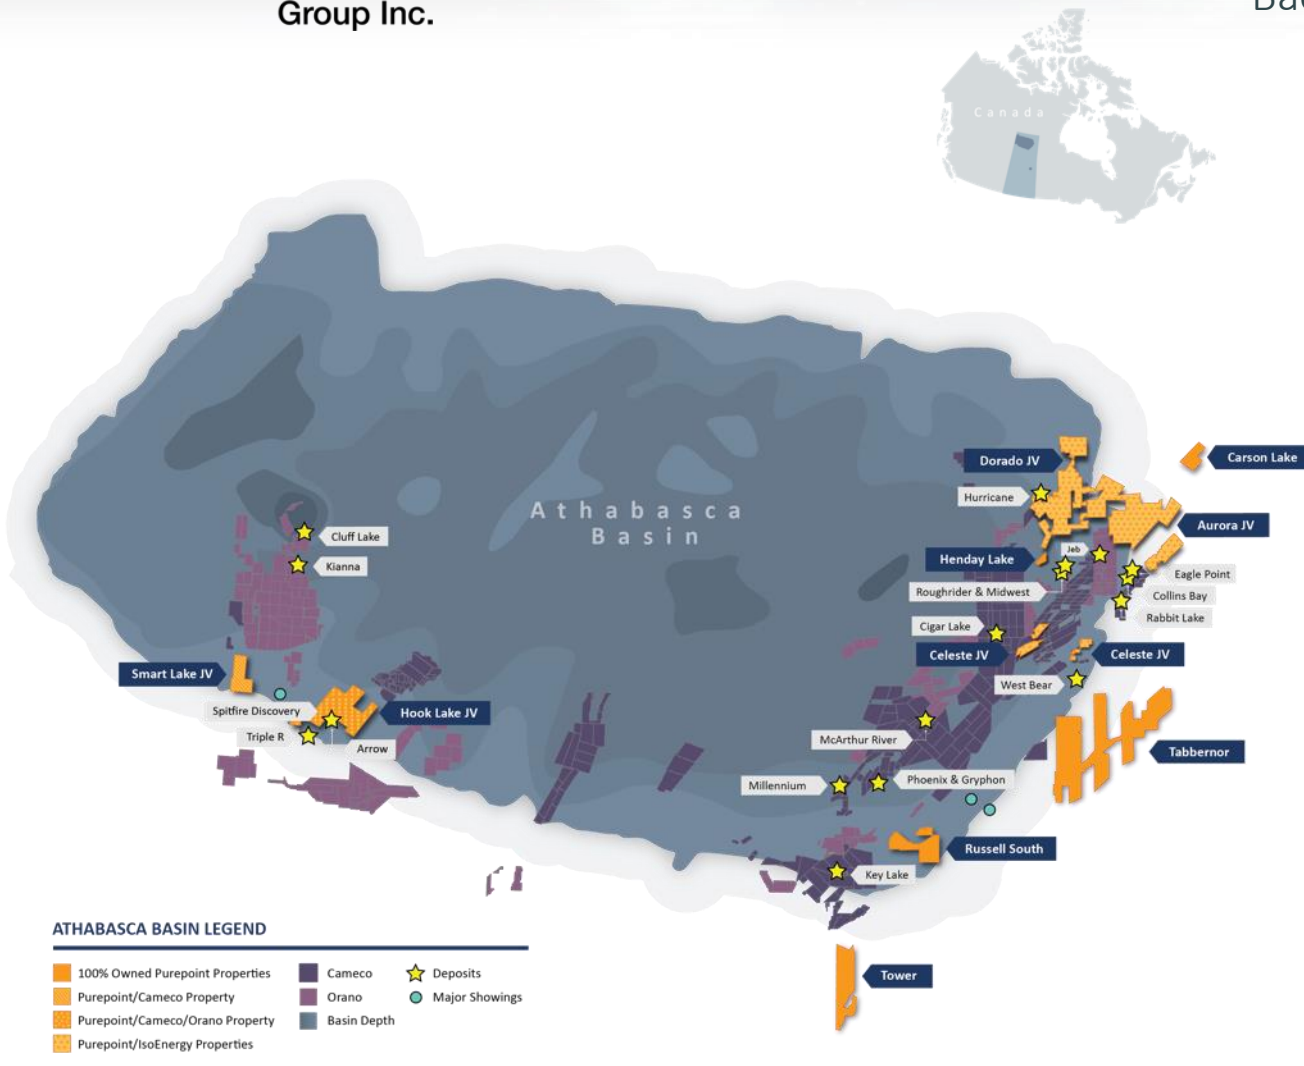 Group Inc.
Canada
Athabasca
Basin
Dorado JV
Carson Lake
Hurricane
Aurora JV
Cluff Lake
Jeb
Henday Lake
Kianna
Eagle Point
Roughrider & Midwest
Collins Bay
Rabbit Lake
Cigar Lake
Celeste JV
Celeste JV
Smart Lake JV
West Bear
Spitfire Discovery
Hook Lake JV
Triple R
Arrow
McArthur River
Tabbernor
Millennium
Phoenix & Gryphon
Russell South
Key Lake
ATHABASCA BASIN LEGEND
100% Owned Purepoint Properties
Purepoint/Cameco Property
Purepoint/Cameco/Orano Property
Purepoint/IsoEnergy Properties
Cameco
Orano
Basin Depth
Deposits
Major Showings
Tower